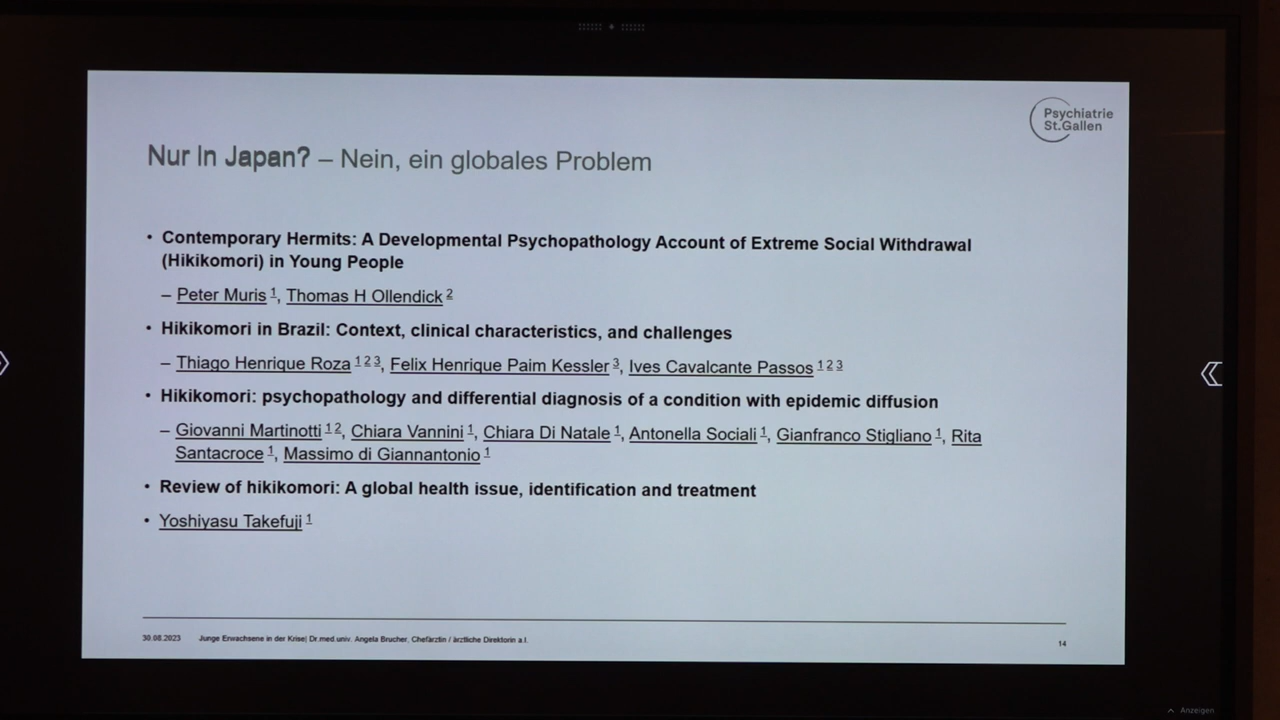 Psychiatrie
St.Gallen
Nur in Japan? – Nein, ein globales Problem
• Contemporary Hermits: A Developmental Psychopathology Account of Extreme Social Withdrawal
(Hikikomori) in Young People
– Peter Muris 1, Thomas H Ollendick 2
• Hikikomori in Brazil: Context, clinical characteristics, and challenges
– Thiago Henrique Roza 1 2 3, Felix Henrique Paim Kessler 3, Ives Cavalcante Passos 1 2 3
• Hikikomori: psychopathology and differential diagnosis of a condition with epidemic diffusion
– Giovanni Martinotti 1 2, Chiara Vannini 1, Chiara Di Natale 1, Antonella Sociali 1, Gianfranco Stigliano 1, Rita
Santacroce 1, Massimo di Giannantonio 1
• Review of hikikomori: A global health issue, identification and treatment
• Yoshiyasu Takefuji 1
30.08.2023 Junge Erwachsene in der Krise| Dr.med.univ. Angela Brucher, Chefärztin / ärztliche Direktorin a.I.
14
Anzeigen